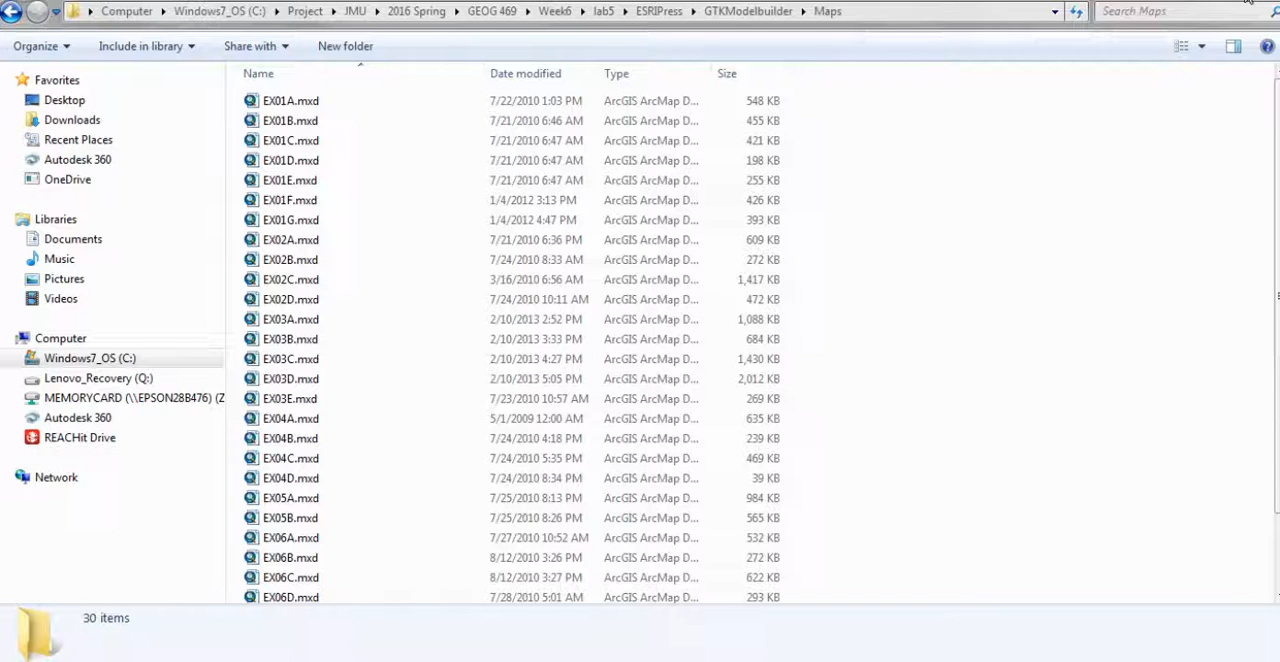 Computer ▸ Windows7_OS (C:) ▸ Project ▸ JMU ▸ 2016 Spring ▸ GEOG 469 ▸ Week6 ▸ lab5 ▸ ESRIPress ▸ GTKModelbuilder ▸ Maps Search Maps
Organize Include in library Share with New folder
Name Date modified Type Size
Favorites
Desktop
Downloads
Recent Places
Autodesk 360
OneDrive
Libraries
Documents
Music
Pictures
Videos
Computer
Windows7_OS (C:)
Lenovo_Recovery (Q:)
MEMORYCARD (\\EPSON28B476) (Z
Autodesk 360
REACHit Drive
Network
EX01A.mxd 7/22/2010 1:03 PM ArcGIS ArcMap D... 548 KB
EX01B.mxd 7/21/2010 6:46 AM ArcGIS ArcMap D... 455 KB
EX01C.mxd 7/21/2010 6:47 AM ArcGIS ArcMap D... 421 KB
EX01D.mxd 7/21/2010 6:47 AM ArcGIS ArcMap D... 198 KB
EX01E.mxd 7/21/2010 6:47 AM ArcGIS ArcMap D... 255 KB
EX01F.mxd 1/4/2012 3:13 PM ArcGIS ArcMap D... 426 KB
EX01G.mxd 1/4/2012 4:47 PM ArcGIS ArcMap D... 393 KB
EX02A.mxd 7/21/2010 6:36 PM ArcGIS ArcMap D... 609 KB
EX02B.mxd 7/24/2010 8:33 AM ArcGIS ArcMap D... 272 KB
EX02C.mxd 3/16/2010 6:56 AM ArcGIS ArcMap D... 1,417 KB
EX02D.mxd 7/24/2010 10:11 AM ArcGIS ArcMap D... 472 KB
EX03A.mxd 2/10/2013 2:52 PM ArcGIS ArcMap D... 1,088 KB
EX03B.mxd 2/10/2013 3:33 PM ArcGIS ArcMap D... 684 KB
EX03C.mxd 2/10/2013 4:27 PM ArcGIS ArcMap D... 1,430 KB
EX03D.mxd 2/10/2013 5:05 PM ArcGIS ArcMap D... 2,012 KB
EX03E.mxd 7/23/2010 10:57 AM ArcGIS ArcMap D... 269 KB
EX04A.mxd 5/1/2009 12:00 AM ArcGIS ArcMap D... 635 KB
EX04B.mxd 7/24/2010 4:18 PM ArcGIS ArcMap D... 239 KB
EX04C.mxd 7/24/2010 5:35 PM ArcGIS ArcMap D... 469 KB
EX04D.mxd 7/24/2010 8:34 PM ArcGIS ArcMap D... 39 KB
EX05A.mxd 7/25/2010 8:13 PM ArcGIS ArcMap D... 984 KB
EX05B.mxd 7/25/2010 8:26 PM ArcGIS ArcMap D... 565 KB
EX06A.mxd 7/27/2010 10:52 AM ArcGIS ArcMap D... 532 KB
EX06B.mxd 8/12/2010 3:26 PM ArcGIS ArcMap D... 272 KB
EX06C.mxd 8/12/2010 3:27 PM ArcGIS ArcMap D... 622 KB
EX06D.mxd 7/28/2010 5:01 AM ArcGIS ArcMap D... 293 KB
30 items